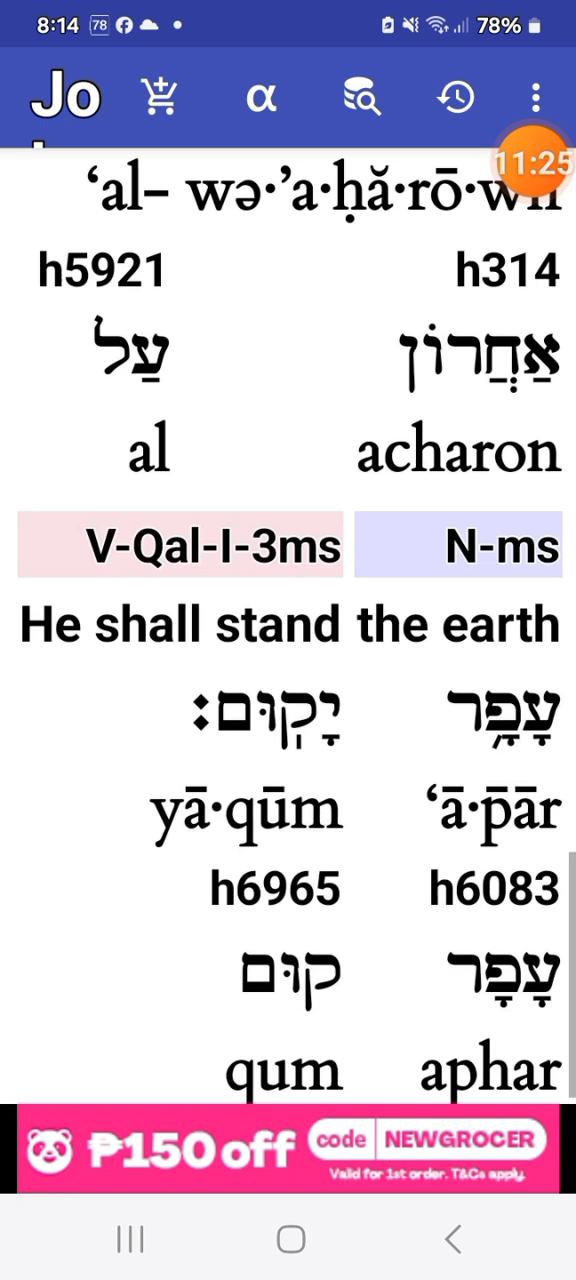 8:14 78 78%
Jo α
11:25
‘al– wə·’a·ḥă·rō·wn
h5921 h314
עַל אַחֲרוֹן
al acharon
V-Qal-I-3ms N-ms
He shall stand the earth
יָקֽוּם׃ עָפָ֥ר
yā·qūm ‘ā·p̄ār
h6965 h6083
קוּם עָפָר
qum aphar
₱150 off code NEWGROCER
Valid for 1st order. T&Cs apply.